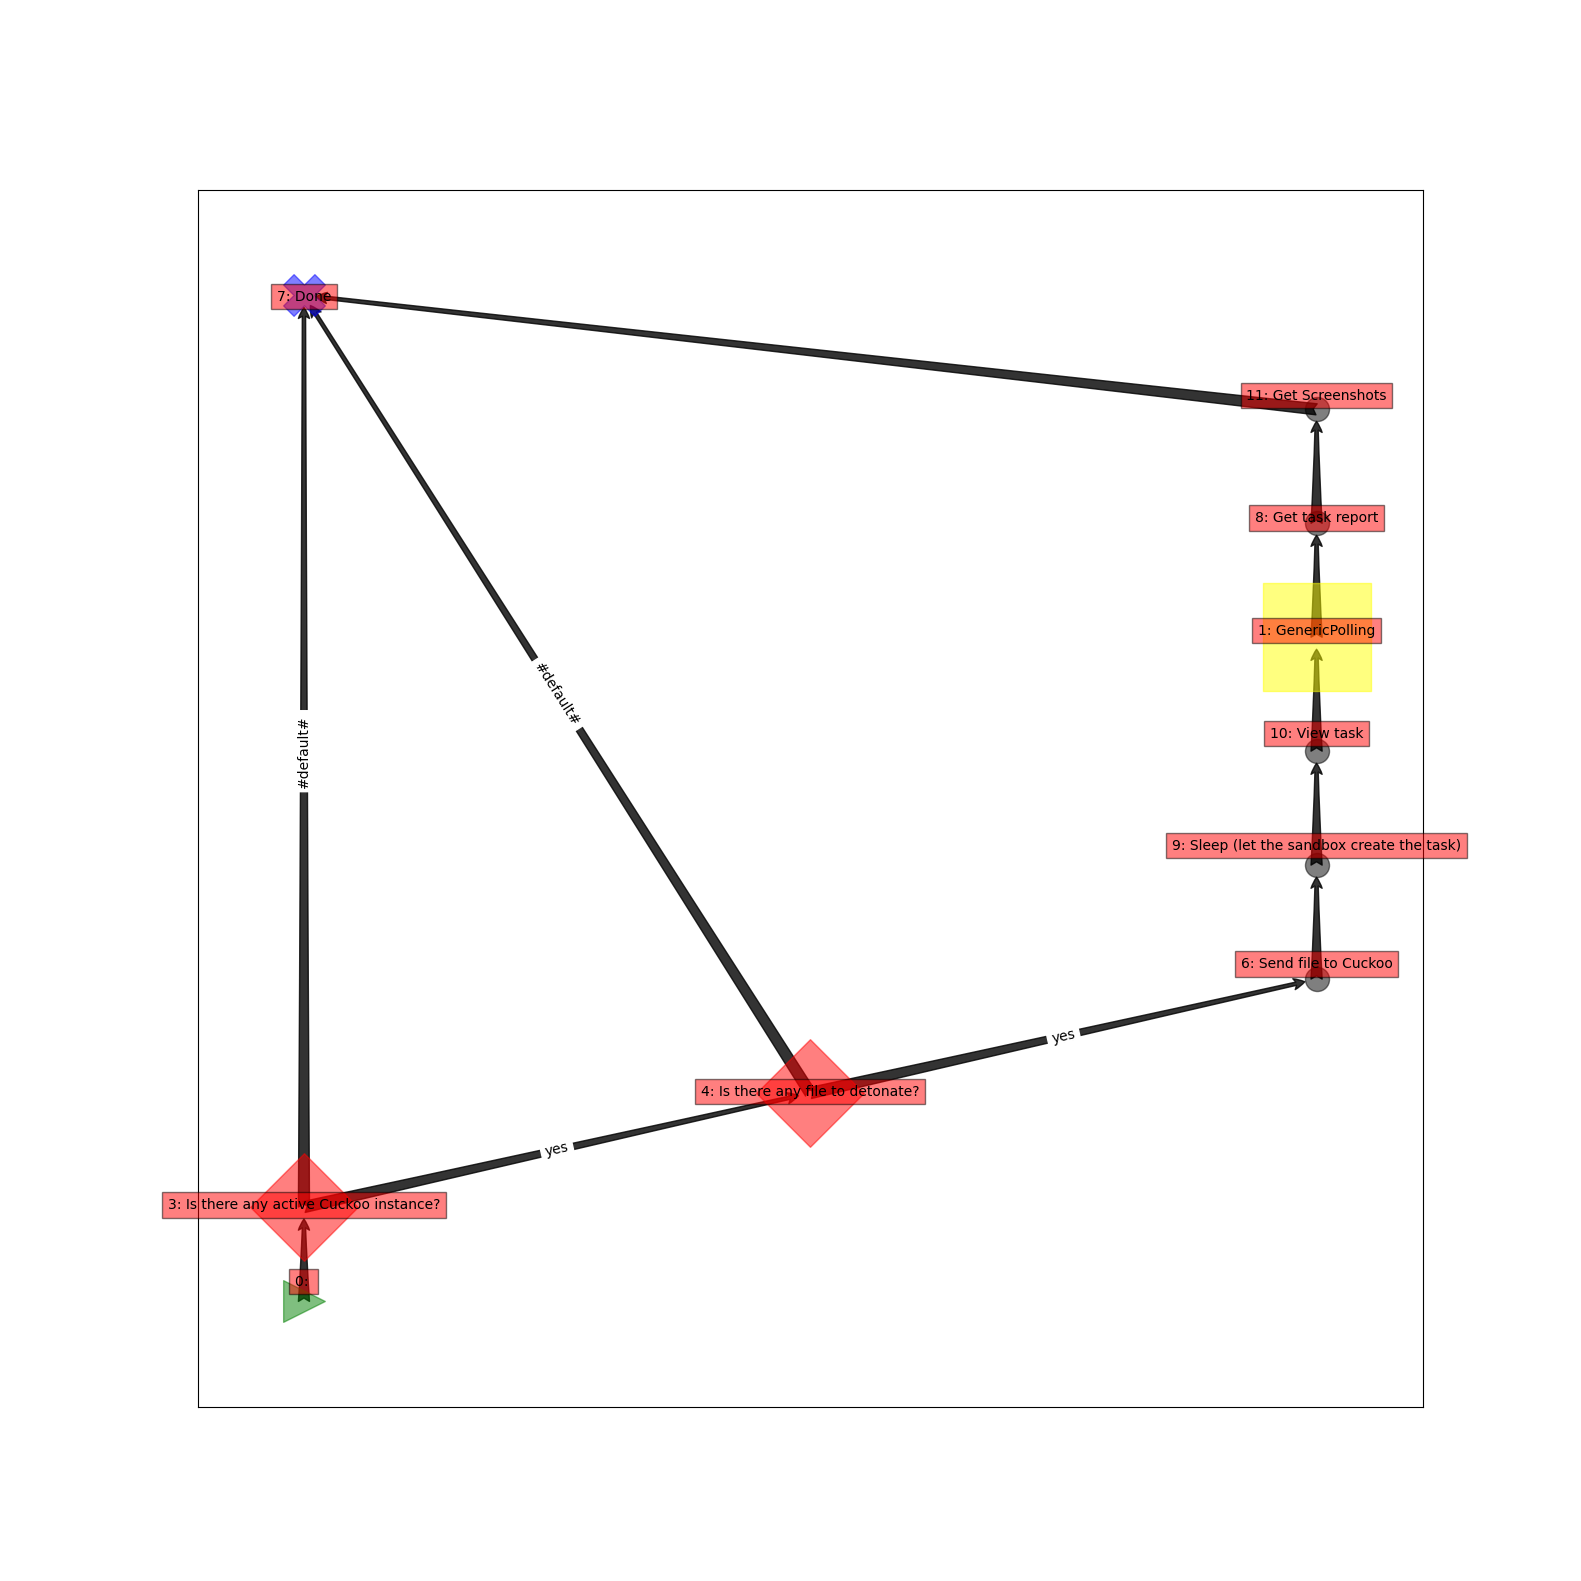 7: Done
11: Get Screenshots
8: Get task report
1: GenericPolling
#default#
#default#
10: View task
9: Sleep (let the sandbox create the task)
6: Send file to Cuckoo
yes
4: Is there any file to detonate?
yes
3: Is there any active Cuckoo instance?
0: